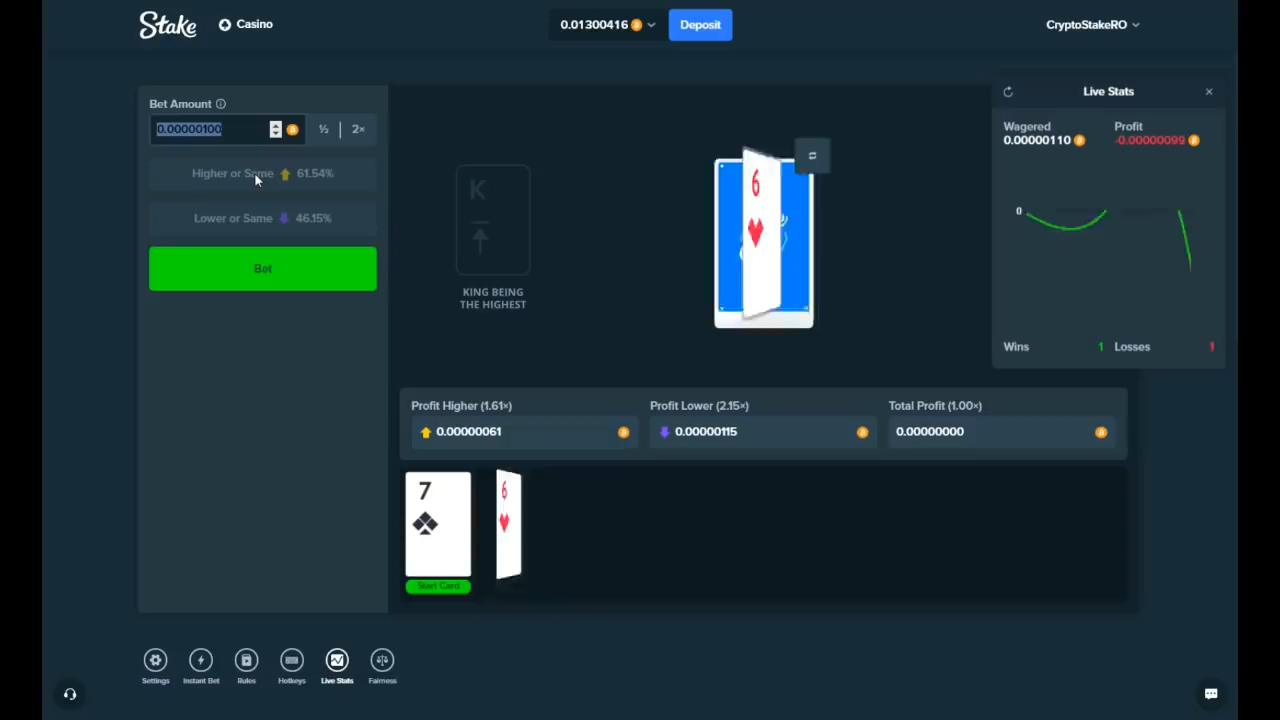 Stake
Casino
0.01300416
Deposit
CryptoStakeRO
Bet Amount
0.00000100
½
2×
Higher or Same 61.54%
Lower or Same 46.15%
Bet
K
KING BEING
THE HIGHEST
6
Live Stats
Wagered
0.00000110
Profit
-0.00000099
0
Wins 1
Losses 1
Profit Higher (1.61×)
0.00000061
Profit Lower (2.15×)
0.00000115
Total Profit (1.00×)
0.00000000
7
Start Card
6
Settings
Instant Bet
Rules
Hotkeys
Live Stats
Fairness